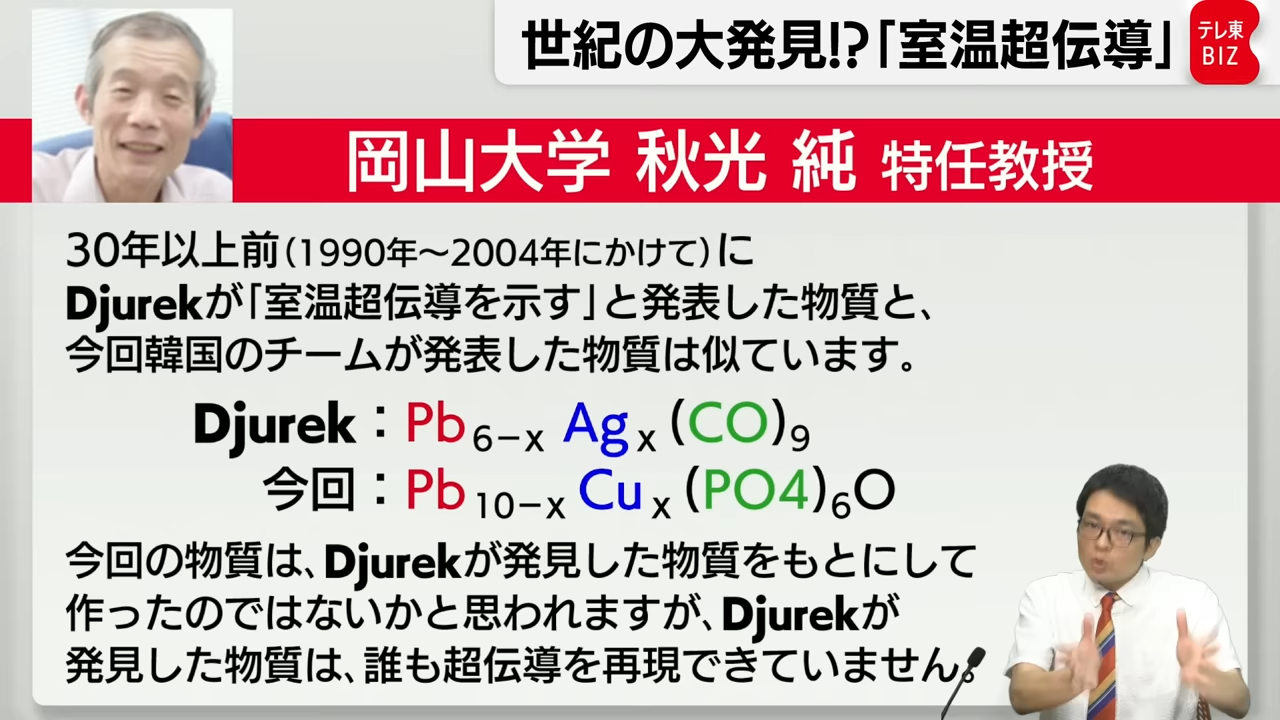 世紀の大発見!?「室温超伝導」
テレ東
BIZ
岡山大学 秋光 純 特任教授
30年以上前(1990年～2004年にかけて)に
Djurekが「室温超伝導を示す」と発表した物質と、
今回韓国のチームが発表した物質は似ています。
Djurek：Pb6−x Agx (CO)9
今回：Pb10−x Cux (PO4)6O
今回の物質は、Djurekが発見した物質をもとにして
作ったのではないかと思われますが、Djurekが
発見した物質は、誰も超伝導を再現できていません。